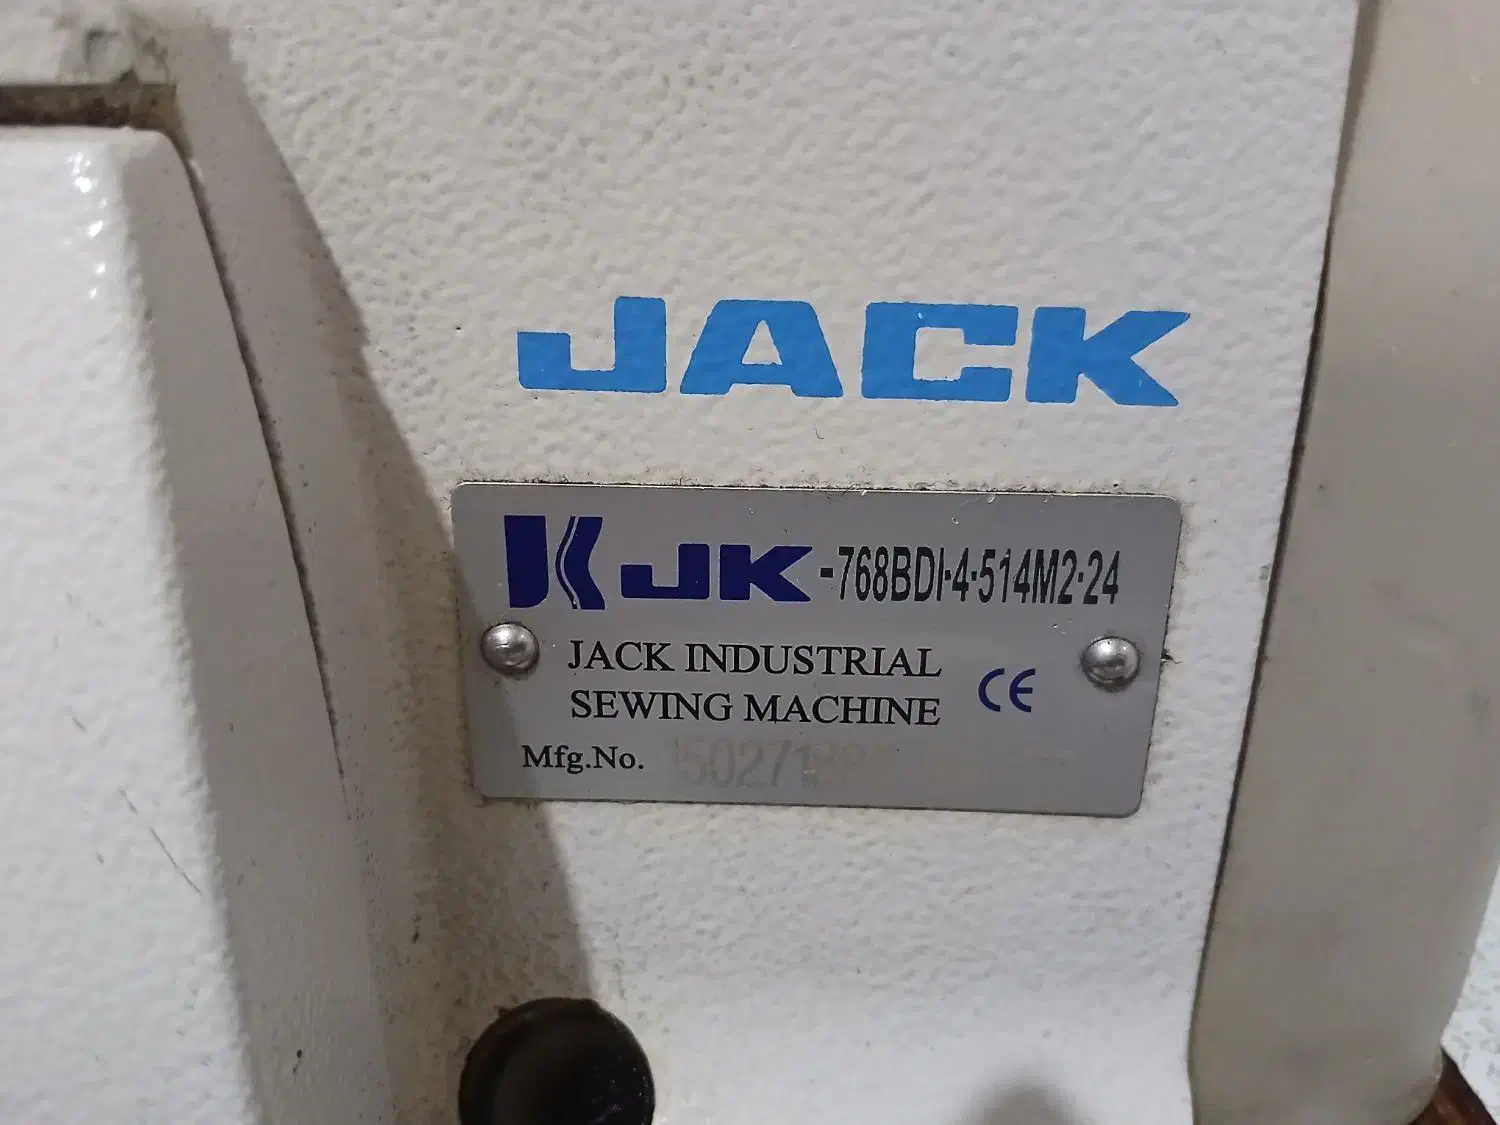 JACK
JK-768BDI-4-514M2-24
JACK INDUSTRIAL
SEWING MACHINE CE
Mfg.No.